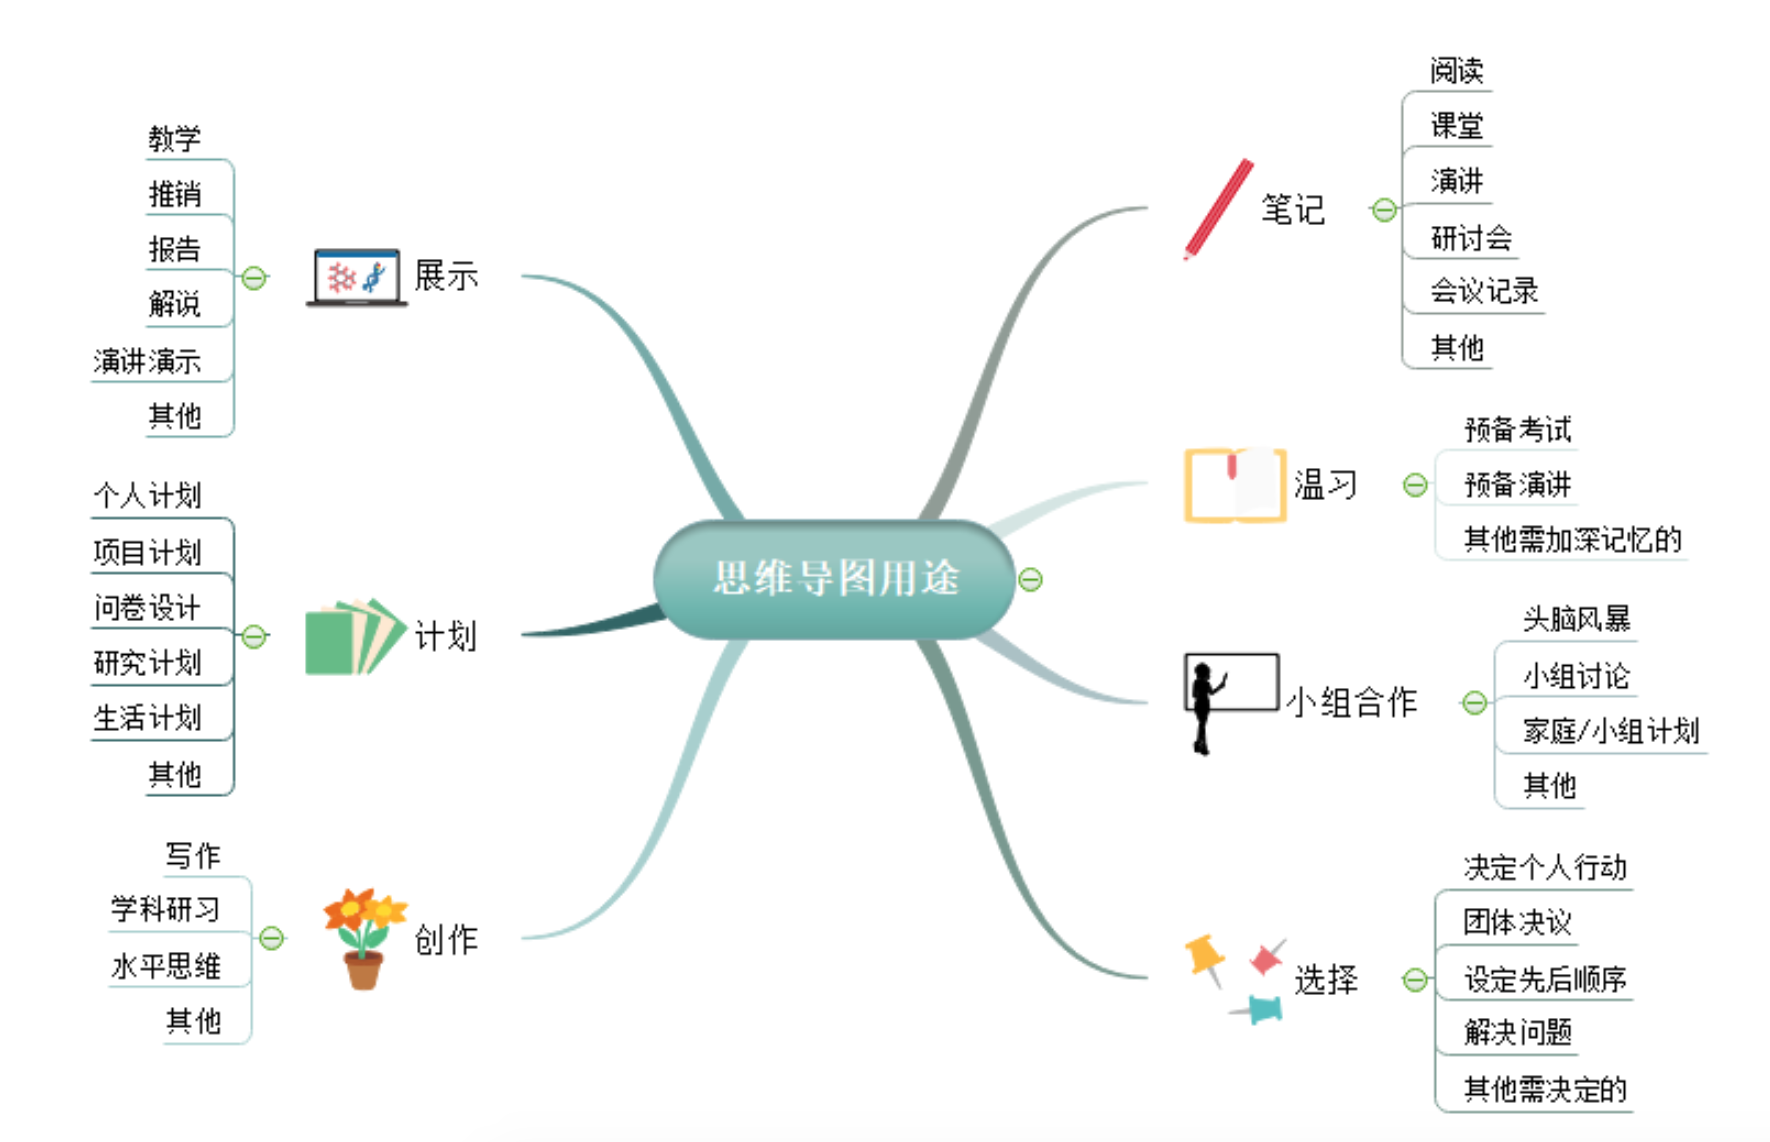 思维导图用途
笔记
阅读
课堂
演讲
研讨会
会议记录
其他
温习
预备考试
预备演讲
其他需加深记忆的
小组合作
头脑风暴
小组讨论
家庭/小组计划
其他
选择
决定个人行动
团体决议
设定先后顺序
解决问题
其他需决定的
展示
教学
推销
报告
解说
演讲演示
其他
计划
个人计划
项目计划
问卷设计
研究计划
生活计划
其他
创作
写作
学科研习
水平思维
其他